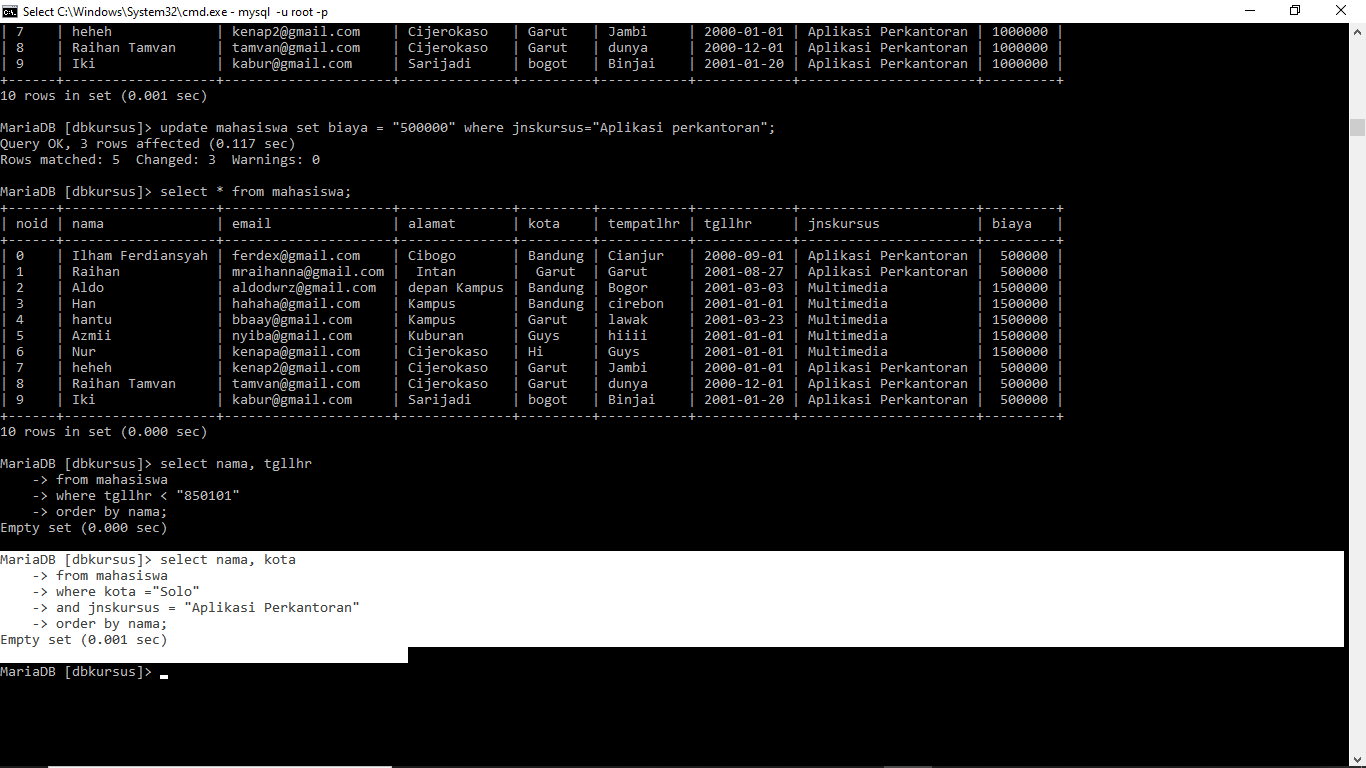 Select C:\Windows\System32\cmd.exe - mysql  -u root -p
| 7    | heheh            | kenap2@gmail.com    | Cijerokaso   | Garut   | Jambi     | 2000-01-01 | Aplikasi Perkantoran | 1000000 |
| 8    | Raihan Tamvan    | tamvan@gmail.com    | Cijerokaso   | Garut   | dunya     | 2000-12-01 | Aplikasi Perkantoran | 1000000 |
| 9    | Iki              | kabur@gmail.com     | Sarijadi     | bogot   | Binjai    | 2001-01-20 | Aplikasi Perkantoran | 1000000 |
+------+------------------+---------------------+--------------+---------+-----------+------------+----------------------+---------+
10 rows in set (0.001 sec)
MariaDB [dbkursus]> update mahasiswa set biaya = "500000" where jnskursus="Aplikasi perkantoran";
Query OK, 3 rows affected (0.117 sec)
Rows matched: 5  Changed: 3  Warnings: 0
MariaDB [dbkursus]> select * from mahasiswa;
+------+------------------+---------------------+--------------+---------+-----------+------------+----------------------+---------+
| noid | nama             | email               | alamat       | kota    | tempatlhr | tgllhr     | jnskursus            | biaya   |
+------+------------------+---------------------+--------------+---------+-----------+------------+----------------------+---------+
| 0    | Ilham Ferdiansyah | ferdex@gmail.com    | Cibogo       | Bandung | Cianjur   | 2000-09-01 | Aplikasi Perkantoran |  500000 |
| 1    | Raihan           | mraihanna@gmail.com |  Intan       |  Garut  | Garut     | 2001-08-27 | Aplikasi Perkantoran |  500000 |
| 2    | Aldo             | aldodwrz@gmail.com  | depan Kampus | Bandung | Bogor     | 2001-03-03 | Multimedia           | 1500000 |
| 3    | Han              | hahaha@gmail.com    | Kampus       | Bandung | cirebon   | 2001-01-01 | Multimedia           | 1500000 |
| 4    | hantu            | bbaay@gmail.com     | Kampus       | Garut   | lawak     | 2001-03-23 | Multimedia           | 1500000 |
| 5    | Azmii            | nyiba@gmail.com     | Kuburan      | Guys    | hiiii     | 2001-01-01 | Multimedia           | 1500000 |
| 6    | Nur              | kenapa@gmail.com    | Cijerokaso   | Hi      | Guys      | 2001-01-01 | Multimedia           | 1500000 |
| 7    | heheh            | kenap2@gmail.com    | Cijerokaso   | Garut   | Jambi     | 2000-01-01 | Aplikasi Perkantoran |  500000 |
| 8    | Raihan Tamvan    | tamvan@gmail.com    | Cijerokaso   | Garut   | dunya     | 2000-12-01 | Aplikasi Perkantoran |  500000 |
| 9    | Iki              | kabur@gmail.com     | Sarijadi     | bogot   | Binjai    | 2001-01-20 | Aplikasi Perkantoran |  500000 |
+------+------------------+---------------------+--------------+---------+-----------+------------+----------------------+---------+
10 rows in set (0.000 sec)
MariaDB [dbkursus]> select nama, tgllhr
    -> from mahasiswa
    -> where tgllhr < "850101"
    -> order by nama;
Empty set (0.000 sec)
MariaDB [dbkursus]> select nama, kota
    -> from mahasiswa
    -> where kota ="Solo"
    -> and jnskursus = "Aplikasi Perkantoran"
    -> order by nama;
Empty set (0.001 sec)
MariaDB [dbkursus]>